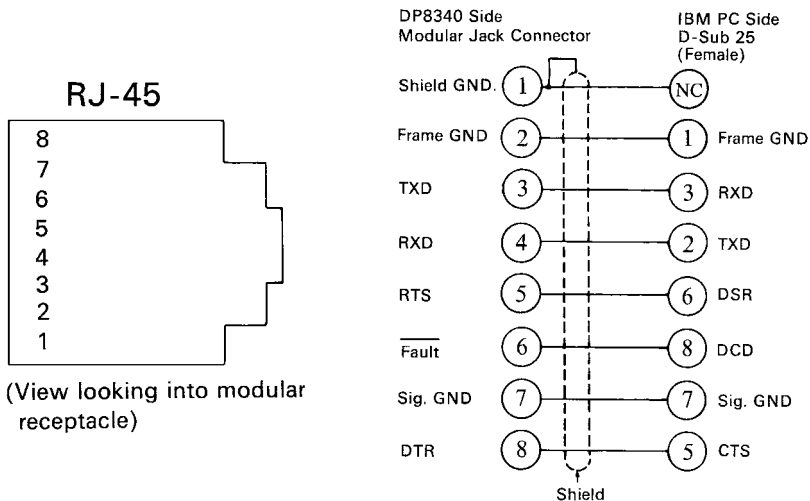 RJ-45
8
7
6
5
4
3
2
1
(View looking into modular
receptacle)
DP8340 Side
Modular Jack Connector
IBM PC Side
D-Sub 25
(Female)
Shield GND. 1 NC
Frame GND 2 1 Frame GND
TXD 3 3 RXD
RXD 4 2 TXD
RTS 5 6 DSR
Fault 6 8 DCD
Sig. GND 7 7 Sig. GND
DTR 8 5 CTS
Shield